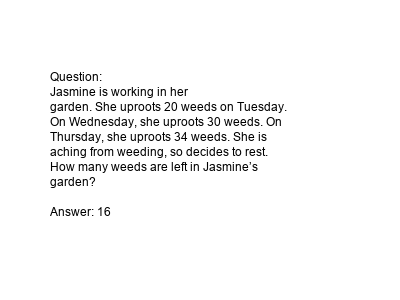 Question:
Jasmine is working in her
garden. She uproots 20 weeds on Tuesday.
On Wednesday, she uproots 30 weeds. On
Thursday, she uproots 34 weeds. She is
aching from weeding, so decides to rest.
How many weeds are left in Jasmine’s
garden?

Answer: 16